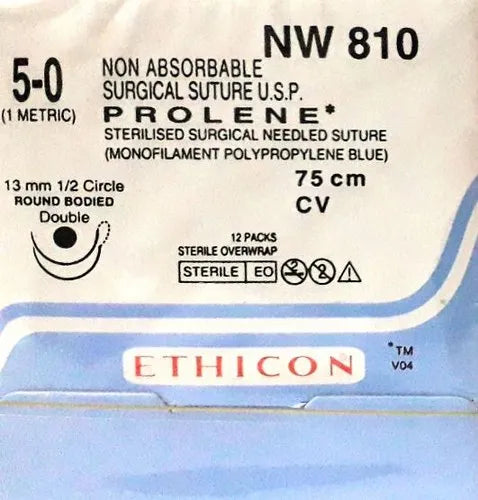 NW 810
5-0
(1 METRIC)
NON ABSORBABLE
SURGICAL SUTURE U.S.P.
PROLENE*
STERILISED SURGICAL NEEDLED SUTURE
(MONOFILAMENT POLYPROPYLENE BLUE)
13 mm 1/2 Circle
ROUND BODIED
Double
75 cm
CV
12 PACKS
STERILE OVERWRAP
STERILE EO
2
ETHICON
*TM
V04